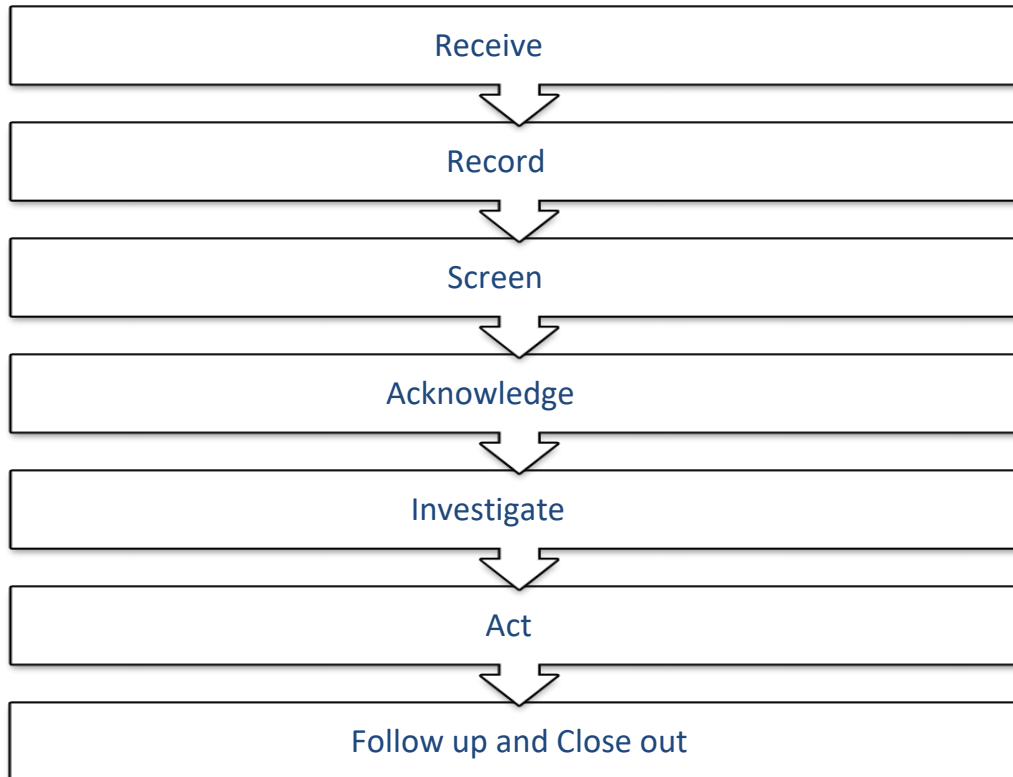 Receive
Record
Screen
Acknowledge
Investigate
Act
Follow up and Close out